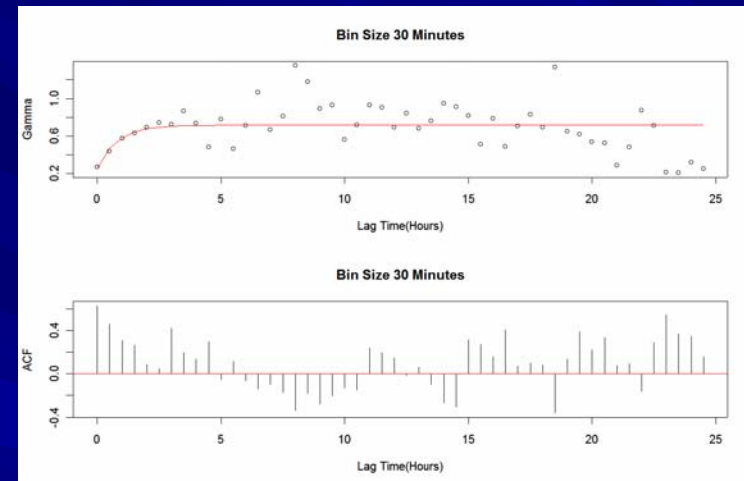 Bin Size 30 Minutes
Gamma
1.0
0.6
0.2
0 5 10 15 20 25
Lag Time(Hours)
Bin Size 30 Minutes
ACF
0.4
0.0
-0.4
0 5 10 15 20 25
Lag Time(Hours)